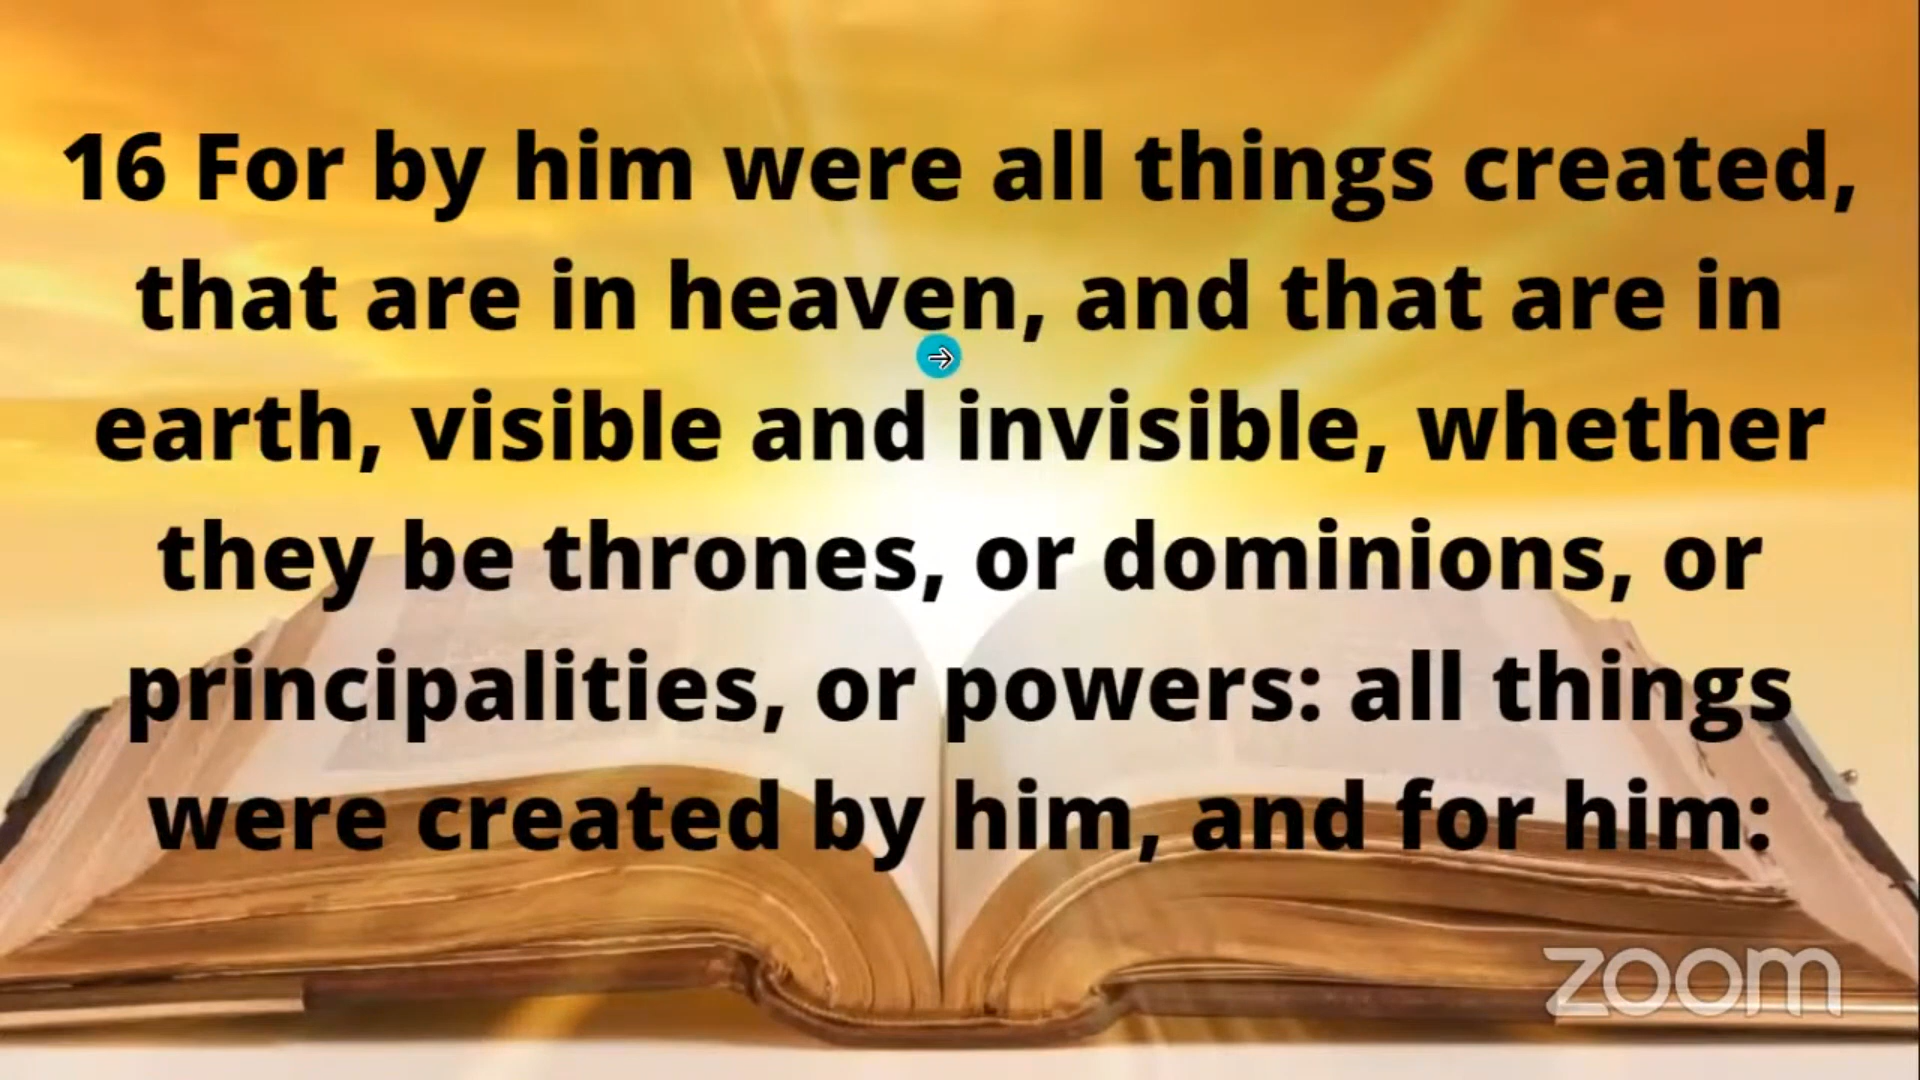 16 For by him were all things created,
that are in heaven, and that are in
earth, visible and invisible, whether
they be thrones, or dominions, or
principalities, or powers: all things
were created by him, and for him:
zoom